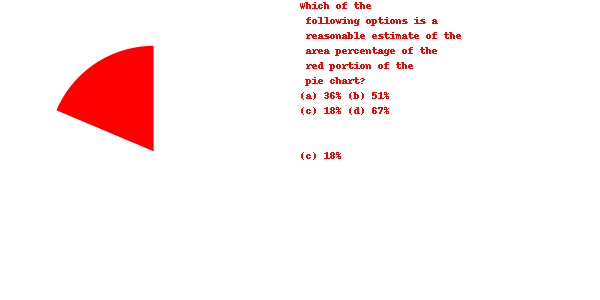 Which of the
following options is a
reasonable estimate of the
area percentage of the
red portion of the
pie chart?
(a) 36% (b) 51%
(c) 18% (d) 67%
(c) 18%